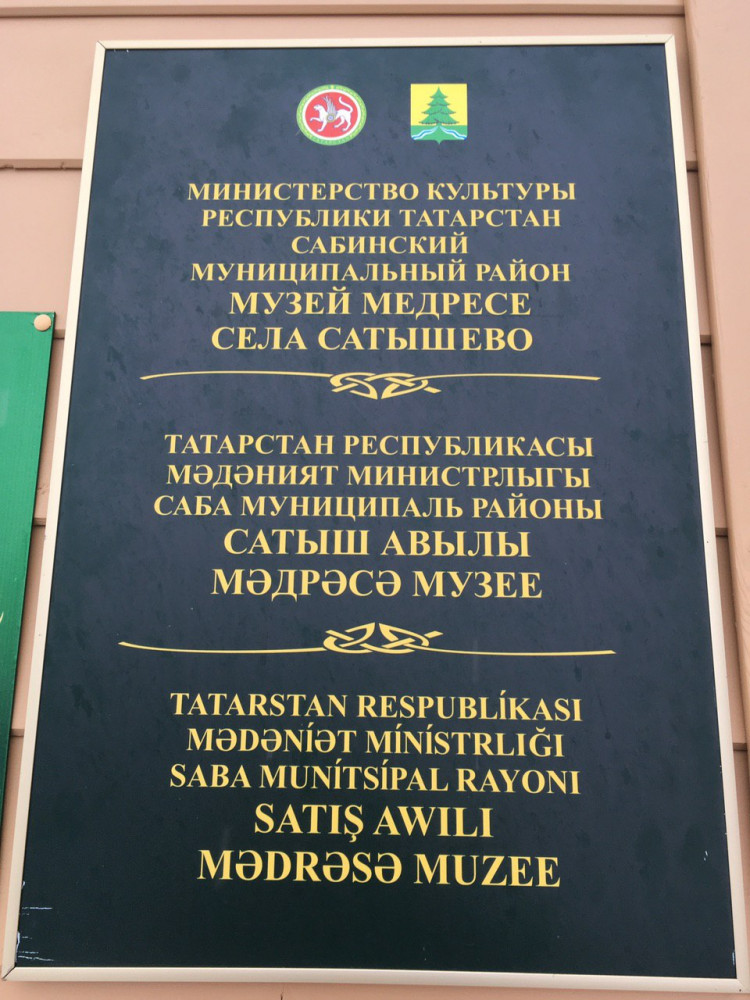 МИНИСТЕРСТВО КУЛЬТУРЫ
РЕСПУБЛИКИ ТАТАРСТАН
САБИНСКИЙ
МУНИЦИПАЛЬНЫЙ РАЙОН
МУЗЕЙ МЕДРЕСЕ
СЕЛА САТЫШЕВО
ТАТАРСТАН РЕСПУБЛИКАСЫ
МӘДӘНИЯТ МИНИСТРЛЫГЫ
САБА МУНИЦИПАЛЬ РАЙОНЫ
САТЫШ АВЫЛЫ
МӘДРӘСӘ МУЗЕЕ
TATARSTAN RESPUBLÍKASI
MƏDƏNÍƏT MÍNÍSTRLIĞI
SABA MUNÍTSÍPAL RAYONI
SATIŞ AWILI
MƏDRƏSƏ MUZEE